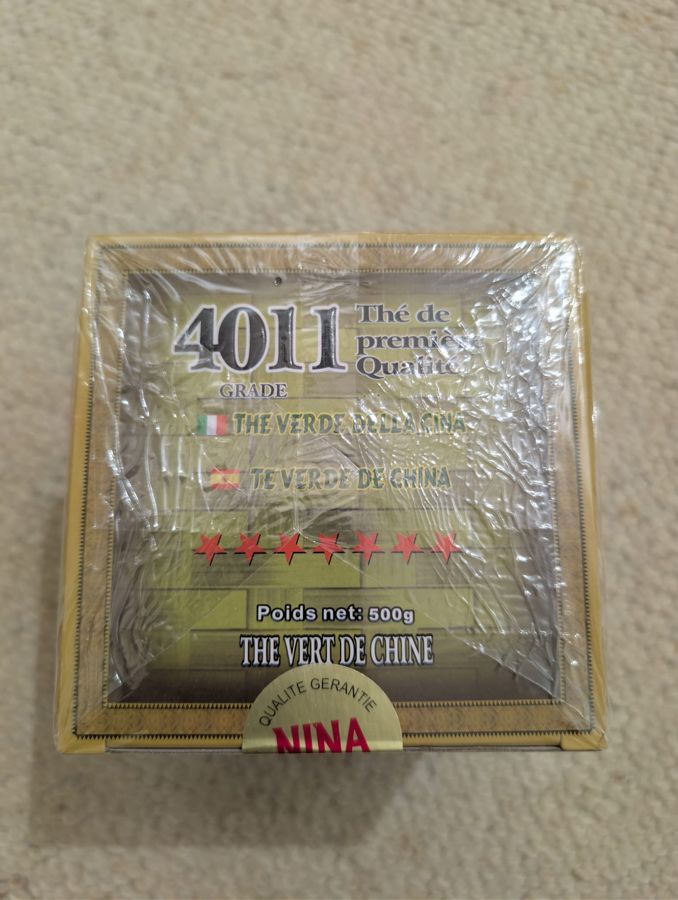 4011
Thé de
première
Qualité
GRADE
THE VERDE DELLA CINA
TE VERDE DE CHINA
Poids net: 500g
THE VERT DE CHINE
QUALITE GERANTIE
NINA